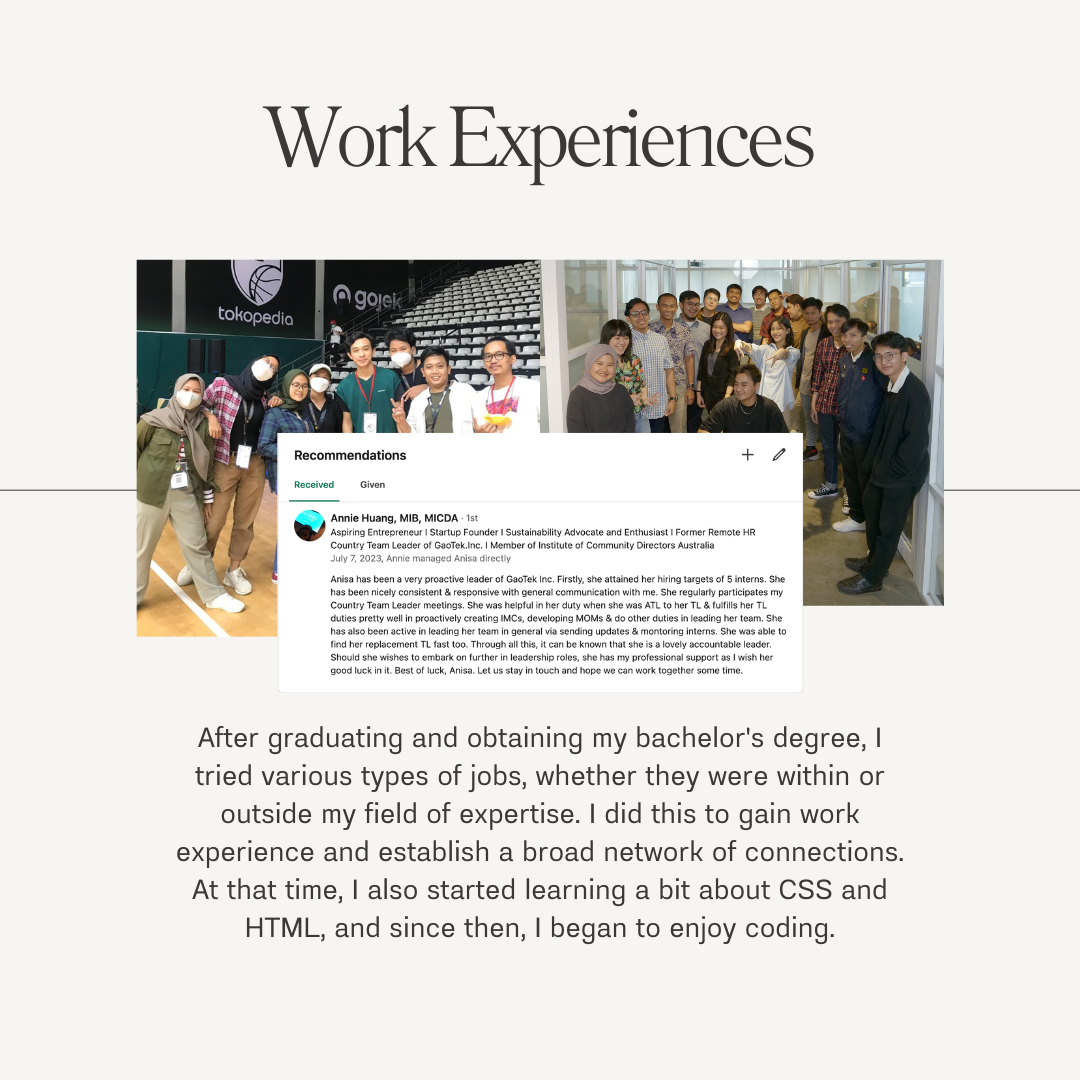 Work Experiences
tokopedia
gojek
Recommendations
Received Given
Annie Huang, MIB, MICDA · 1st
Aspiring Entrepreneur I Startup Founder I Sustainability Advocate and Enthusiast I Former Remote HR
Country Team Leader of GaoTek.Inc. I Member of Institute of Community Directors Australia
July 7, 2023, Annie managed Anisa directly
Anisa has been a very proactive leader of GaoTek Inc. Firstly, she attained her hiring targets of 5 interns. She
has been nicely consistent & responsive with general communication with me. She regularly participates my
Country Team Leader meetings. She was helpful in her duty when she was ATL to her TL & fulfills her TL
duties pretty well in proactively creating IMCs, developing MOMs & do other duties in leading her team. She
has also been active in leading her team in general via sending updates & montoring interns. She was able to
find her replacement TL fast too. Through all this, it can be known that she is a lovely accountable leader.
Should she wishes to embark on further in leadership roles, she has my professional support as I wish her
good luck in it. Best of luck, Anisa. Let us stay in touch and hope we can work together some time.
After graduating and obtaining my bachelor's degree, I
tried various types of jobs, whether they were within or
outside my field of expertise. I did this to gain work
experience and establish a broad network of connections.
At that time, I also started learning a bit about CSS and
HTML, and since then, I began to enjoy coding.